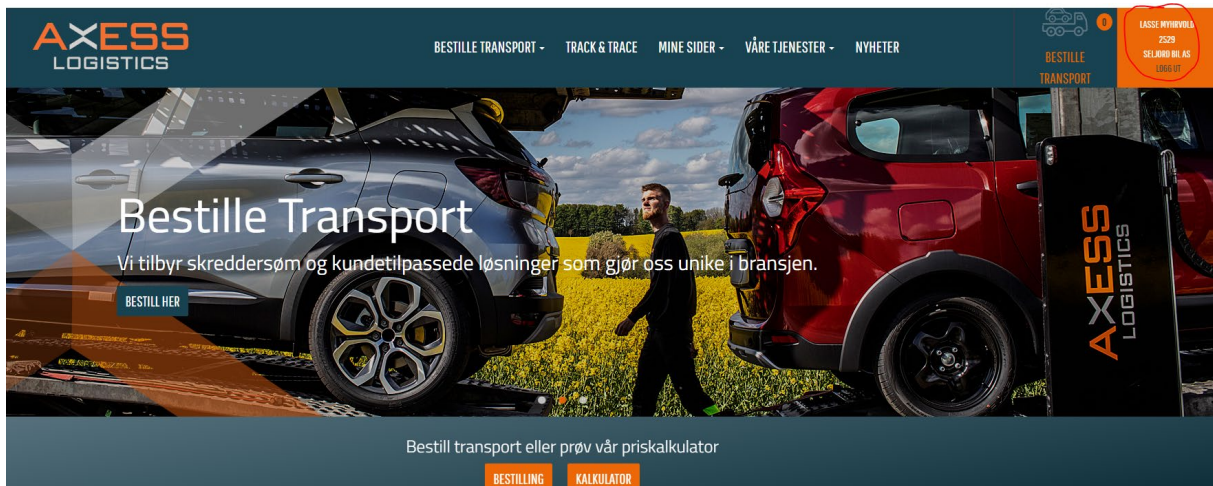 AXESS
LOGISTICS
BESTILLE TRANSPORT
TRACK & TRACE
MINE SIDER
VÅRE TJENESTER
NYHETER
0
BESTILLE
TRANSPORT
LASSE MYHRVOLD
2529
SELJORD BIL AS
LOGG UT
Bestille Transport
Vi tilbyr skreddersøm og kundetilpassede løsninger som gjør oss unike i bransjen.
BESTILL HER
AXESS
LOGISTICS
Bestill transport eller prøv vår priskalkulator
BESTILLING
KALKULATOR